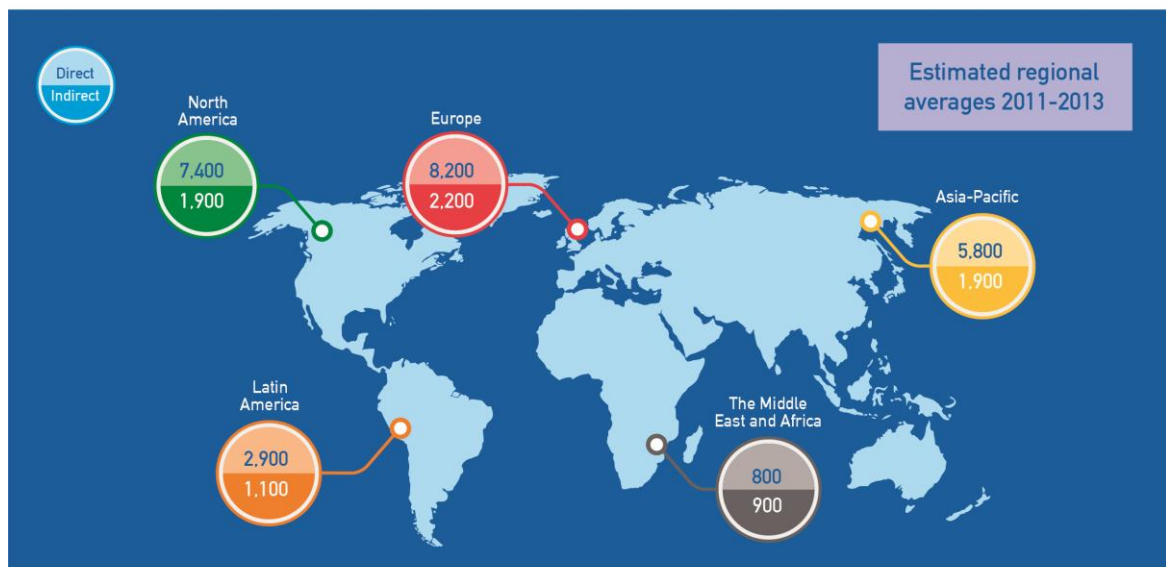 Direct
Indirect
Estimated regional
averages 2011-2013
North
America
7,400
1,900
Europe
8,200
2,200
Asia-Pacific
5,800
1,900
Latin
America
2,900
1,100
The Middle
East and Africa
800
900